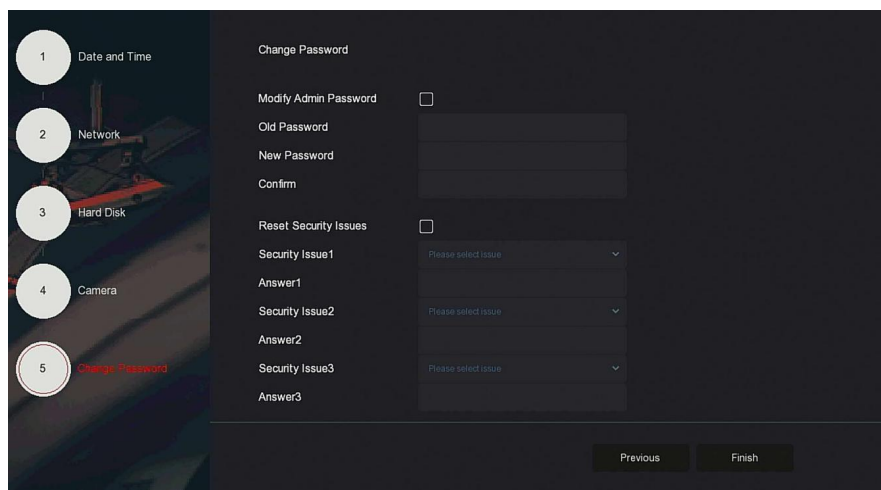 1 Date and Time
2 Network
3 Hard Disk
4 Camera
5 Change Password
Change Password
Modify Admin Password
Old Password
New Password
Confirm
Reset Security Issues
Security Issue1 Please select issue
Answer1
Security Issue2 Please select issue
Answer2
Security Issue3 Please select issue
Answer3
Previous Finish